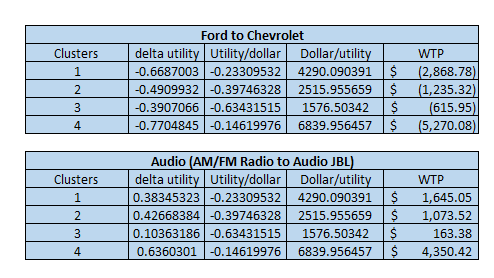 Ford to Chevrolet
Clusters delta utility Utility/dollar Dollar/utility WTP
1 -0.6687003 -0.23309532 4290.090391 $ (2,868.78)
2 -0.4909932 -0.39746328 2515.955659 $ (1,235.32)
3 -0.3907066 -0.63431515 1576.50342 $ (615.95)
4 -0.7704845 -0.14619976 6839.956457 $ (5,270.08)
Audio (AM/FM Radio to Audio JBL)
Clusters delta utility Utility/dollar Dollar/utility WTP
1 0.38345323 -0.23309532 4290.090391 $ 1,645.05
2 0.42668384 -0.39746328 2515.955659 $ 1,073.52
3 0.10363186 -0.63431515 1576.50342 $ 163.38
4 0.6360301 -0.14619976 6839.956457 $ 4,350.42